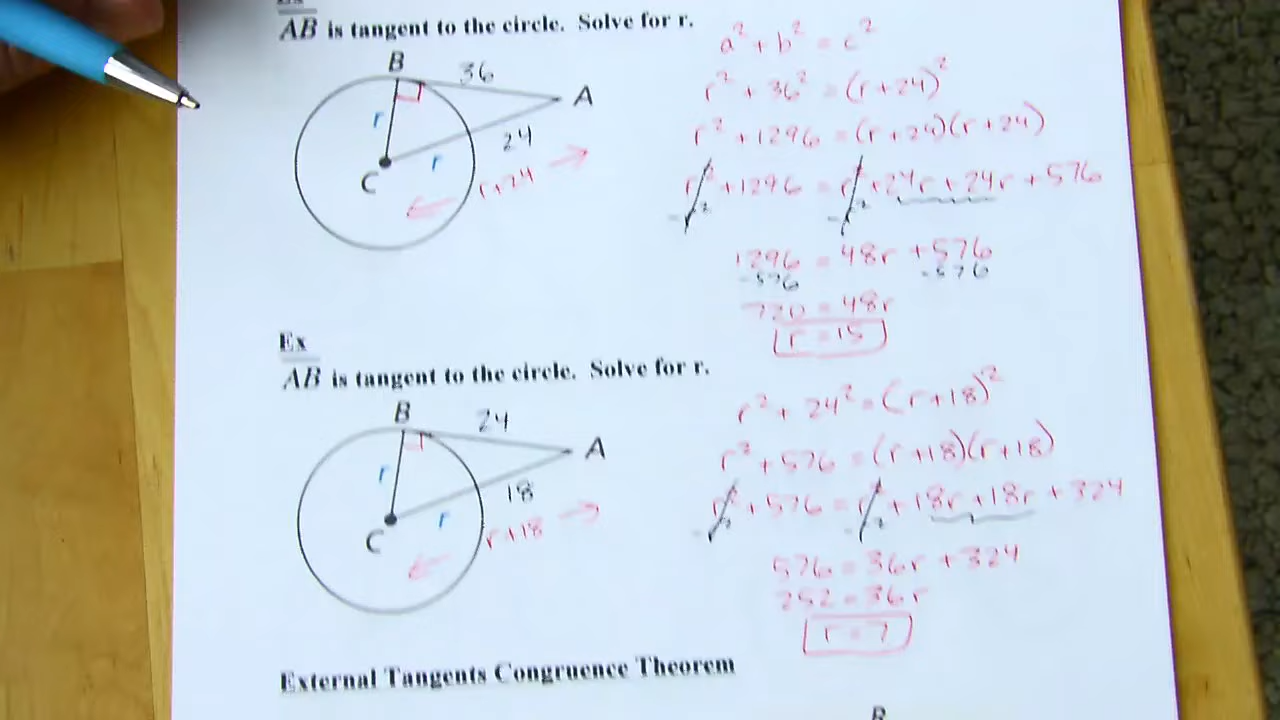 Ex
AB is tangent to the circle. Solve for r.
B
36
A
r
24
r
C
r+24
a² + b² = c²
r² + 36² = (r+24)²
r² + 1296 = (r+24)(r+24)
r² + 1296 = r² + 24r + 24r + 576
-r² -r²
1296 = 48r + 576
-576 -576
720 = 48r
r = 15
Ex
AB is tangent to the circle. Solve for r.
B
24
A
r
18
r
C
r+18
r² + 24² = (r+18)²
r² + 576 = (r+18)(r+18)
r² + 576 = r² + 18r + 18r + 324
-r² -r²
576 = 36r + 324
252 = 36r
r = 7
External Tangents Congruence Theorem
B